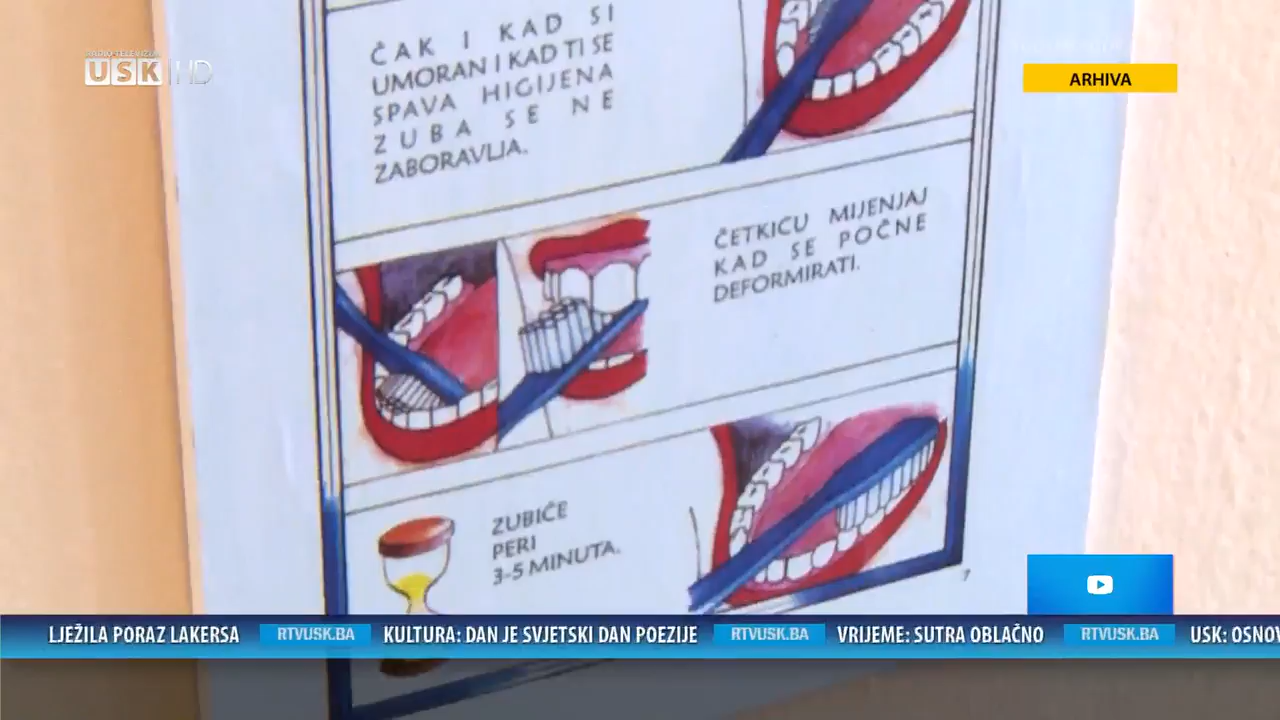 RADIO TELEVIZIJA
USK HD
ARHIVA
ČAK I KAD SI
UMORAN I KAD TI SE
SPAVA HIGIJENA
ZUBA SE NE
ZABORAVLJA.
ČETKICU MIJENJAJ
KAD SE POČNE
DEFORMIRATI.
ZUBIĆE
PERI
3-5 MINUTA.
7
LJEŽILA PORAZ LAKERSA RTVUSK.BA KULTURA: DAN JE SVJETSKI DAN POEZIJE RTVUSK.BA VRIJEME: SUTRA OBLAČNO RTVUSK.BA USK: OSNOV